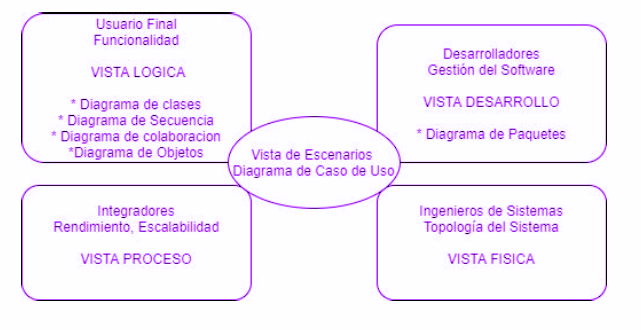 Usuario Final
Funcionalidad
VISTA LOGICA
* Diagrama de clases
* Diagrama de Secuencia
* Diagrama de colaboracion
*Diagrama de Objetos
Desarrolladores
Gestión del Software
VISTA DESARROLLO
* Diagrama de Paquetes
Vista de Escenarios
Diagrama de Caso de Uso
Integradores
Rendimiento, Escalabilidad
VISTA PROCESO
Ingenieros de Sistemas
Topología del Sistema
VISTA FISICA